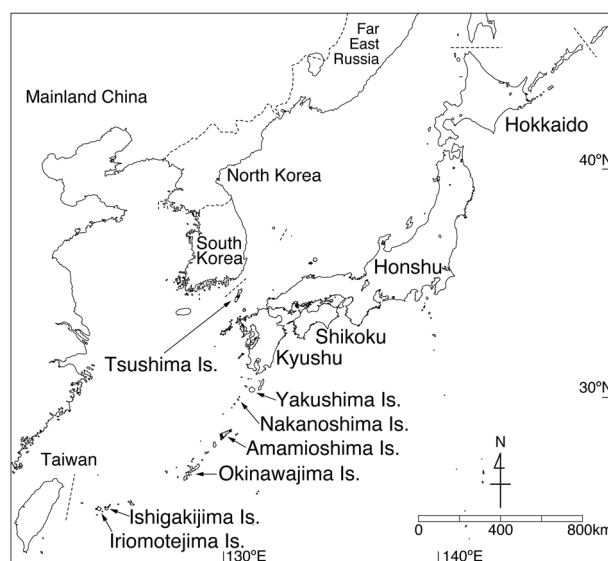 Far
East
Russia
Mainland China
Hokkaido
40ºN
North Korea
South
Korea
Honshu
Shikoku
Tsushima Is.
Kyushu
30ºN
Yakushima Is.
Nakanoshima Is.
Amamioshima Is.
Taiwan
N
Okinawajima Is.
Ishigakijima Is.
Iriomotejima Is.
0
400
800km
130ºE
140ºE